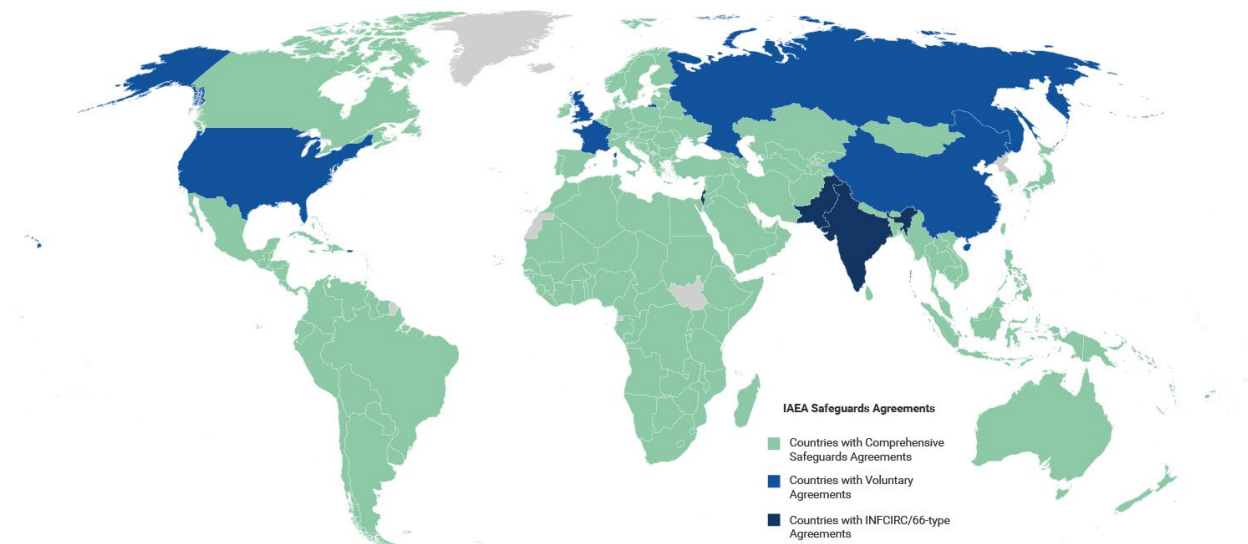 IAEA Safeguards Agreements
Countries with Comprehensive
Safeguards Agreements
Countries with Voluntary
Agreements
Countries with INFCIRC/66-type
Agreements